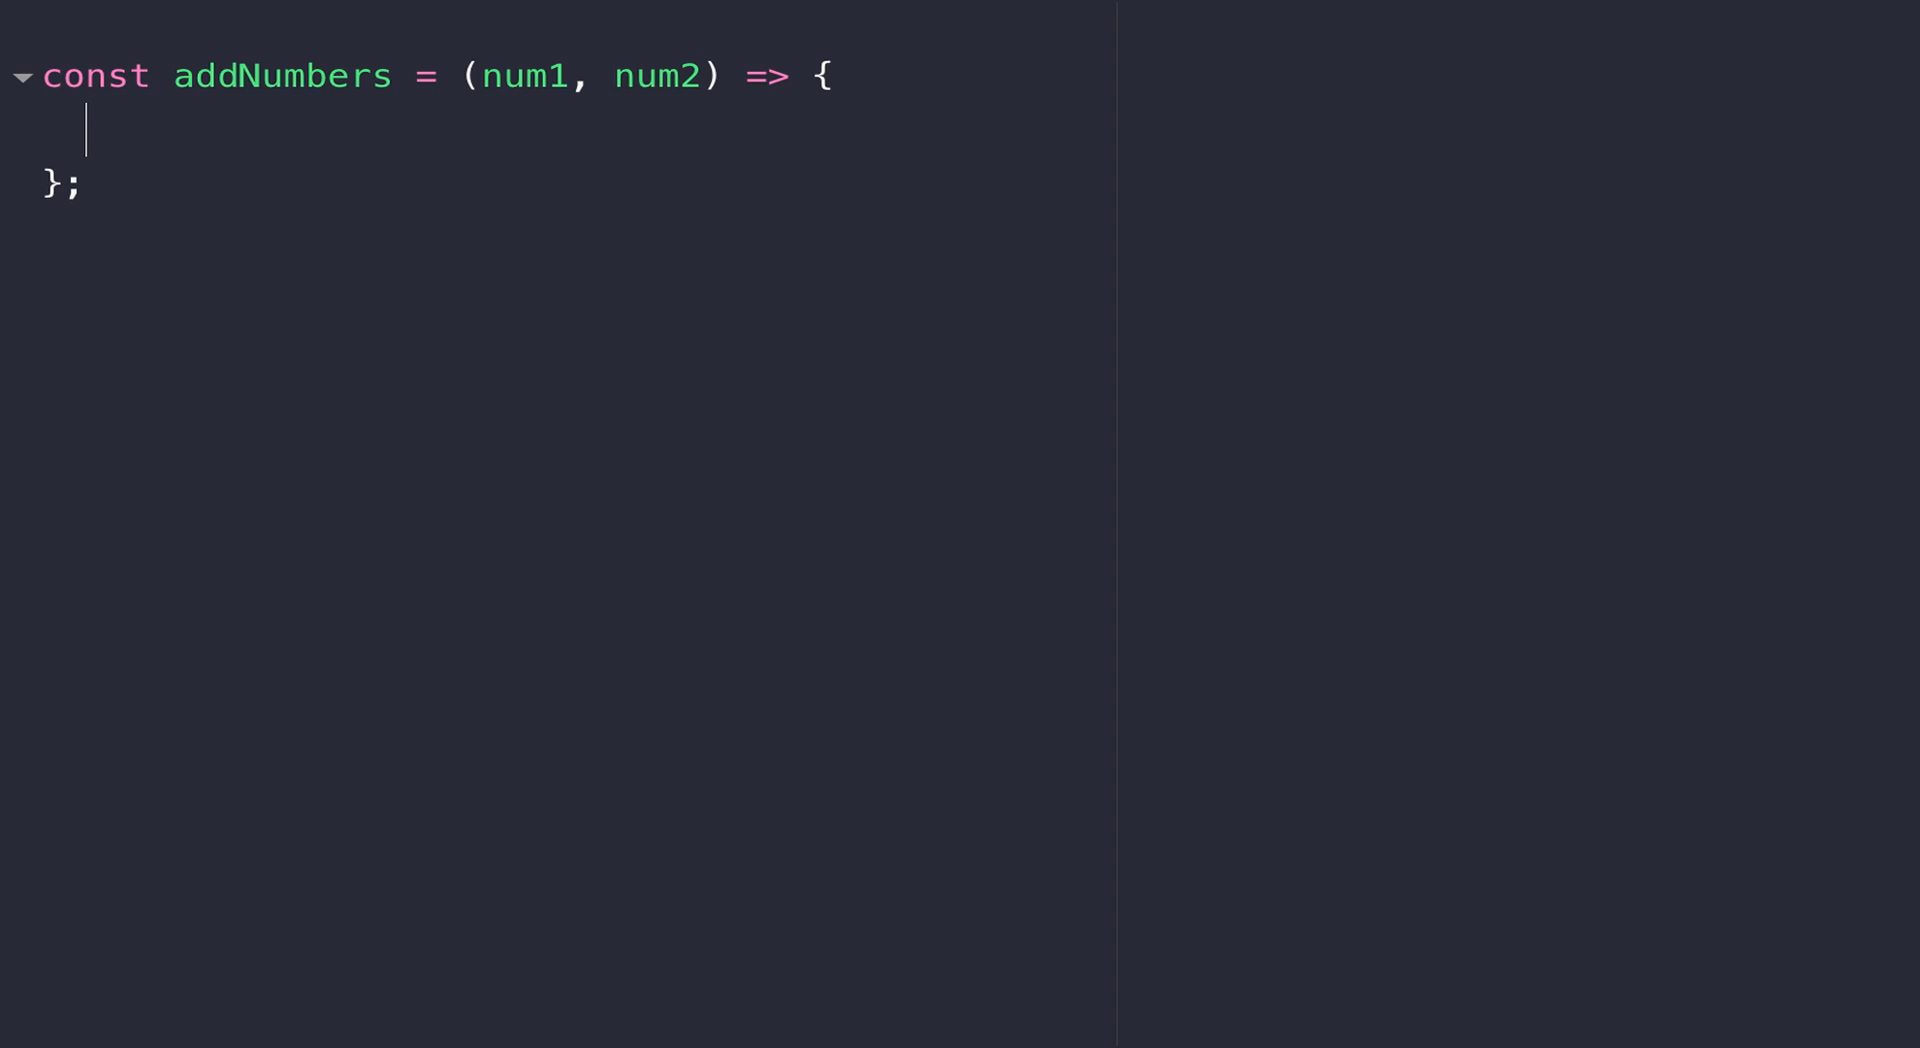 const addNumbers = (num1, num2) => {
};